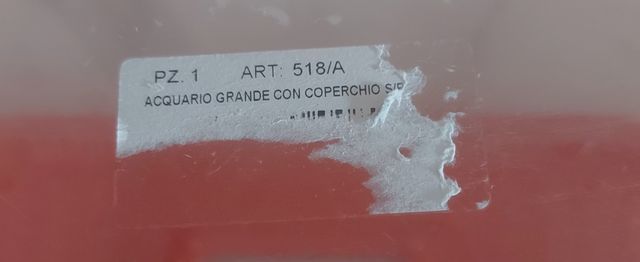 PZ. 1 ART: 518/A
ACQUARIO GRANDE CON COPERCHIO